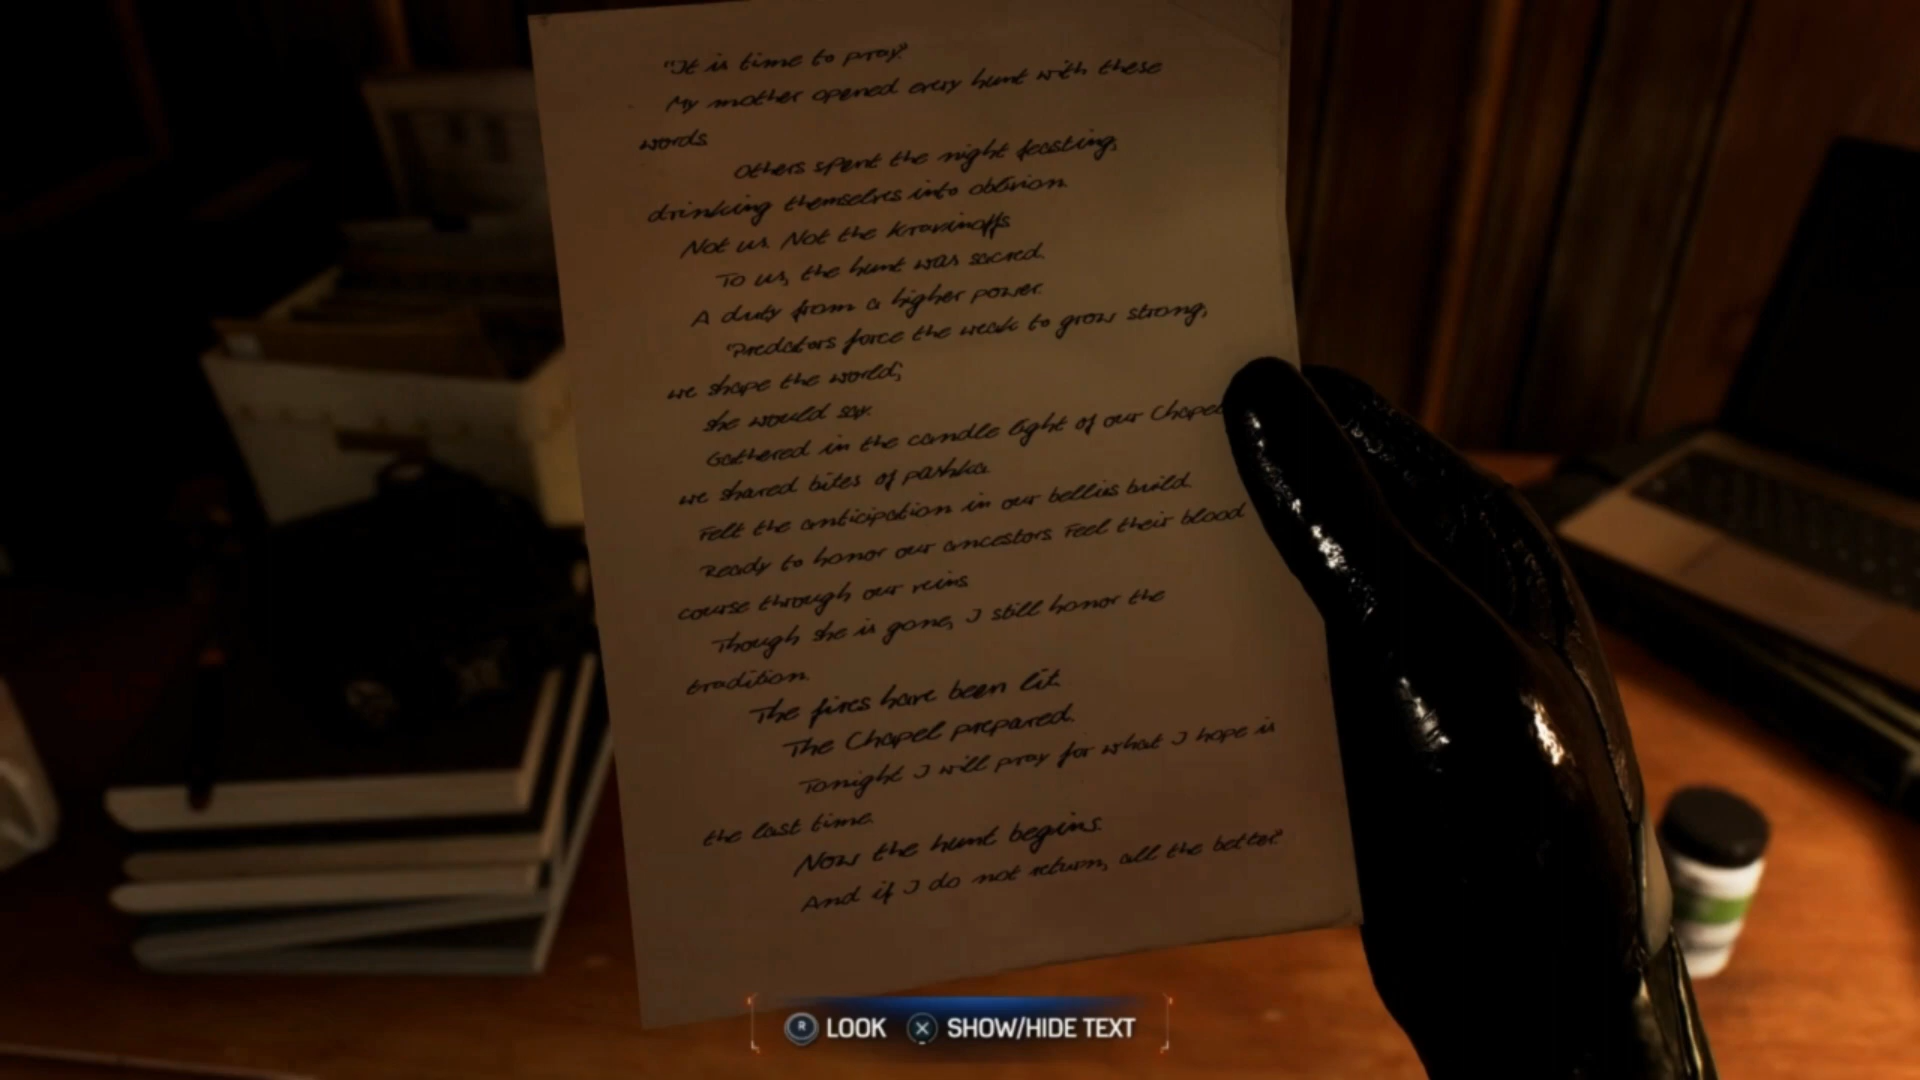 "It is time to pray."
My mother opened every hunt with these
words.
Others spent the night feasting,
drinking themselves into oblivion.
Not us. Not the Kravinoffs
To us, the hunt was sacred.
A duty from a higher power.
"Predators force the weak to grow strong,
we shape the world,"
she would say.
Gathered in the candle light of our Chapel
we shared bites of pashka.
Felt the anticipation in our bellies build.
Ready to honor our ancestors. Feel their blood
course through our veins
Though she is gone, I still honor the
tradition.
The fires have been lit.
The Chapel prepared.
Tonight I will pray for what I hope is
the last time.
Now the hunt begins.
And if I do not return, all the better."
R LOOK X SHOW/HIDE TEXT